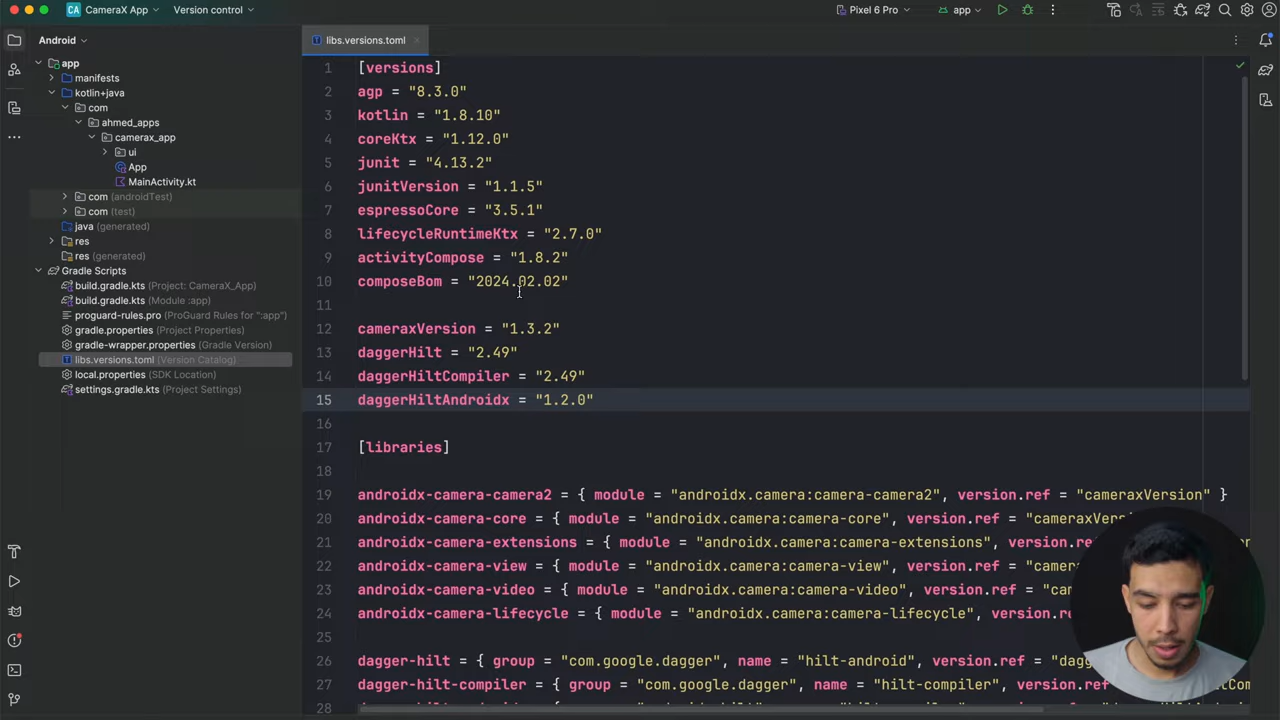 CA CameraX App Version control Pixel 6 Pro app
Android libs.versions.toml
app
manifests
kotlin+java
com
ahmed_apps
camerax_app
ui
App
MainActivity.kt
com (androidTest)
com (test)
java (generated)
res
res (generated)
Gradle Scripts
build.gradle.kts (Project: CameraX_App)
build.gradle.kts (Module :app)
proguard-rules.pro (ProGuard Rules for ":app")
gradle.properties (Project Properties)
gradle-wrapper.properties (Gradle Version)
libs.versions.toml (Version Catalog)
local.properties (SDK Location)
settings.gradle.kts (Project Settings)
1 [versions]
2 agp = "8.3.0"
3 kotlin = "1.8.10"
4 coreKtx = "1.12.0"
5 junit = "4.13.2"
6 junitVersion = "1.1.5"
7 espressoCore = "3.5.1"
8 lifecycleRuntimeKtx = "2.7.0"
9 activityCompose = "1.8.2"
10 composeBom = "2024.02.02"
11
12 cameraxVersion = "1.3.2"
13 daggerHilt = "2.49"
14 daggerHiltCompiler = "2.49"
15 daggerHiltAndroidx = "1.2.0"
16
17 [libraries]
18
19 androidx-camera-camera2 = { module = "androidx.camera:camera-camera2", version.ref = "cameraxVersion" }
20 androidx-camera-core = { module = "androidx.camera:camera-core", version.ref = "cameraxVers
21 androidx-camera-extensions = { module = "androidx.camera:camera-extensions", version.ref
22 androidx-camera-view = { module = "androidx.camera:camera-view", version.ref = "camera
23 androidx-camera-video = { module = "androidx.camera:camera-video", version.ref = "cam
24 androidx-camera-lifecycle = { module = "androidx.camera:camera-lifecycle", version.r
25
26 dagger-hilt = { group = "com.google.dagger", name = "hilt-android", version.ref = "dag
27 dagger-hilt-compiler = { group = "com.google.dagger", name = "hilt-compiler", version.ref
28